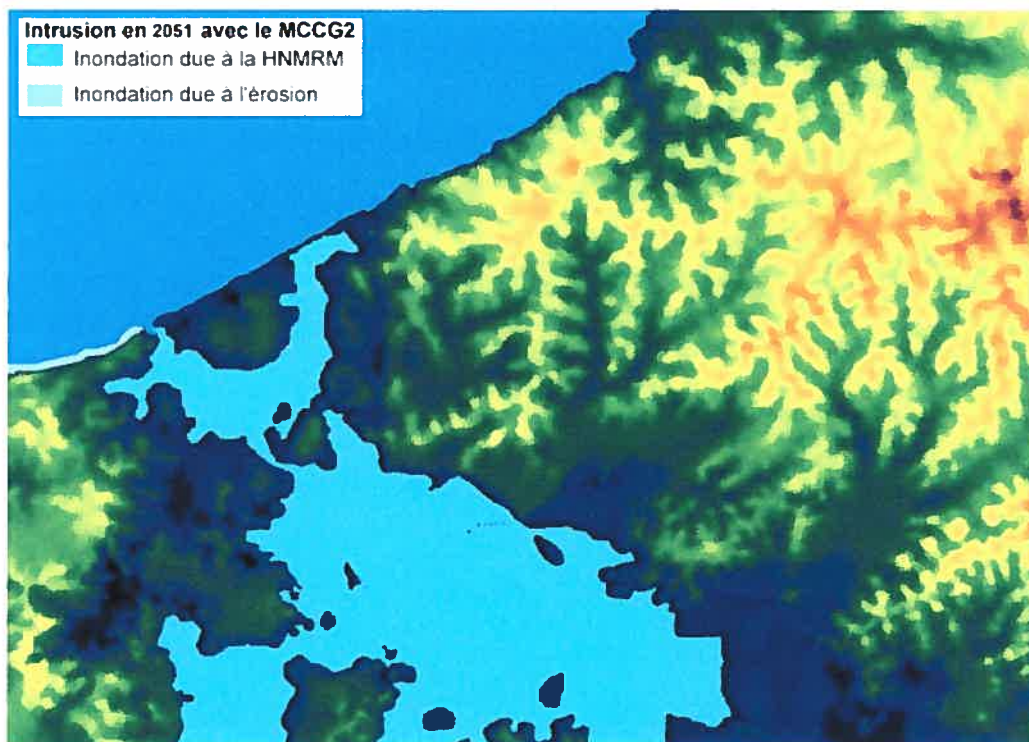 Intrusion en 2051 avec le MCCG2
Inondation due à la HNMRM
Inondation due à l'érosion